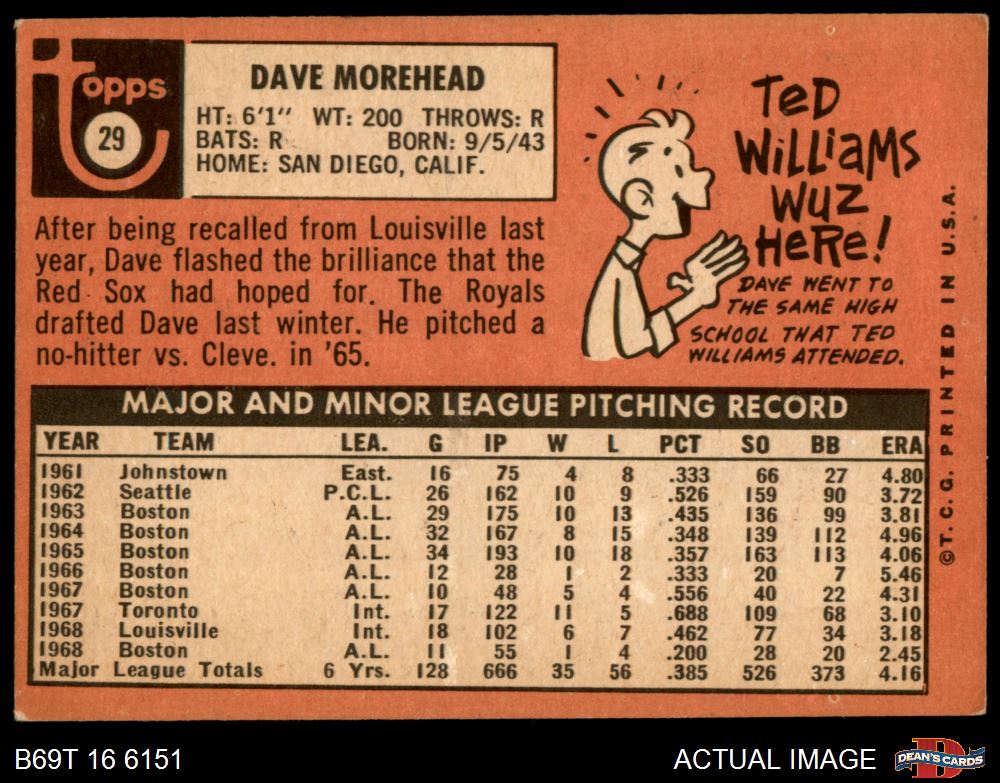 Topps
29
DAVE MOREHEAD
HT: 6'1" WT: 200 THROWS: R
BATS: R BORN: 9/5/43
HOME: SAN DIEGO, CALIF.
After being recalled from Louisville last
year, Dave flashed the brilliance that the
Red Sox had hoped for. The Royals
drafted Dave last winter. He pitched a
no-hitter vs. Cleve. in '65.
TeD
WiLLiaMS
WuZ
HeRe!
DAVE WENT TO
THE SAME HIGH
SCHOOL THAT TED
WILLIAMS ATTENDED.
©T.C.G. PRINTED IN U.S.A.
MAJOR AND MINOR LEAGUE PITCHING RECORD
YEAR TEAM LEA. G IP W L PCT SO BB ERA
1961 Johnstown East. 16 75 4 8 .333 66 27 4.80
1962 Seattle P.C.L. 26 162 10 9 .526 159 90 3.72
1963 Boston A.L. 29 175 10 13 .435 136 99 3.81
1964 Boston A.L. 32 167 8 15 .348 139 112 4.96
1965 Boston A.L. 34 193 10 18 .357 163 113 4.06
1966 Boston A.L. 12 28 1 2 .333 20 7 5.46
1967 Boston A.L. 10 48 5 4 .556 40 22 4.31
1967 Toronto Int. 17 122 11 5 .688 109 68 3.10
1968 Louisville Int. 18 102 6 7 .462 77 34 3.18
1968 Boston A.L. 11 55 1 4 .200 28 20 2.45
Major League Totals 6 Yrs. 128 666 35 56 .385 526 373 4.16
B69T 16 6151
ACTUAL IMAGE
DEAN'S CARDS